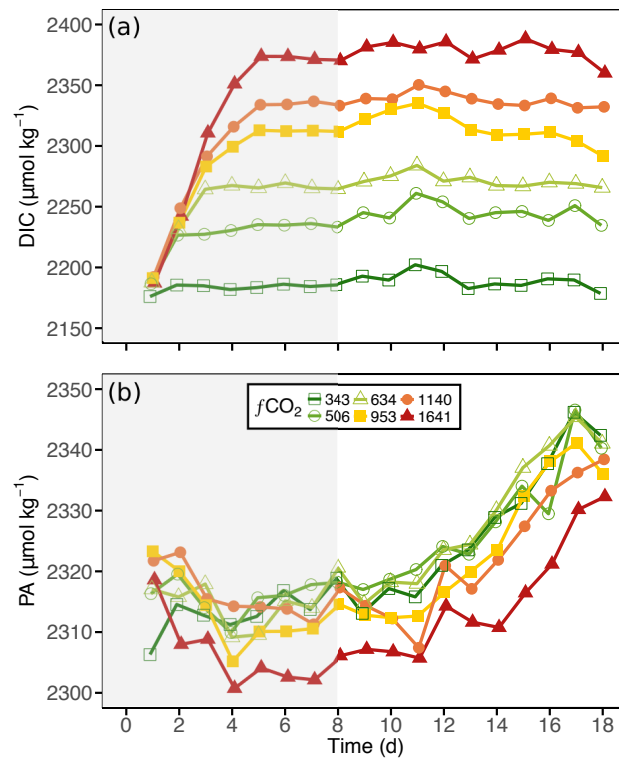 (a)
DIC (μmol kg⁻¹)
2400
2350
2300
2250
2200
2150
(b)
PA (μmol kg⁻¹)
2350
2340
2330
2320
2310
2300
fCO₂
343 634 1140
506 953 1641
0 2 4 6 8 10 12 14 16 18
Time (d)